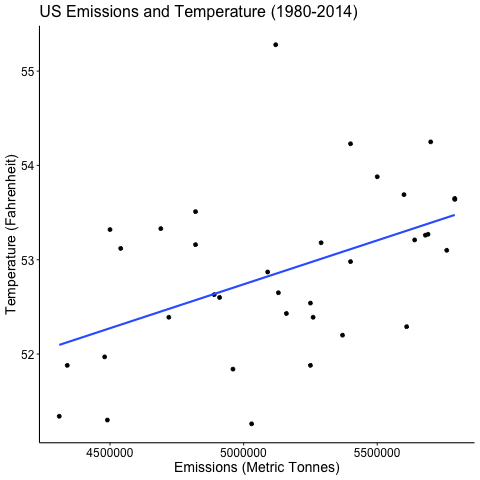 US Emissions and Temperature (1980-2014)
Temperature (Fahrenheit)
55
54
53
52
4500000 5000000 5500000
Emissions (Metric Tonnes)